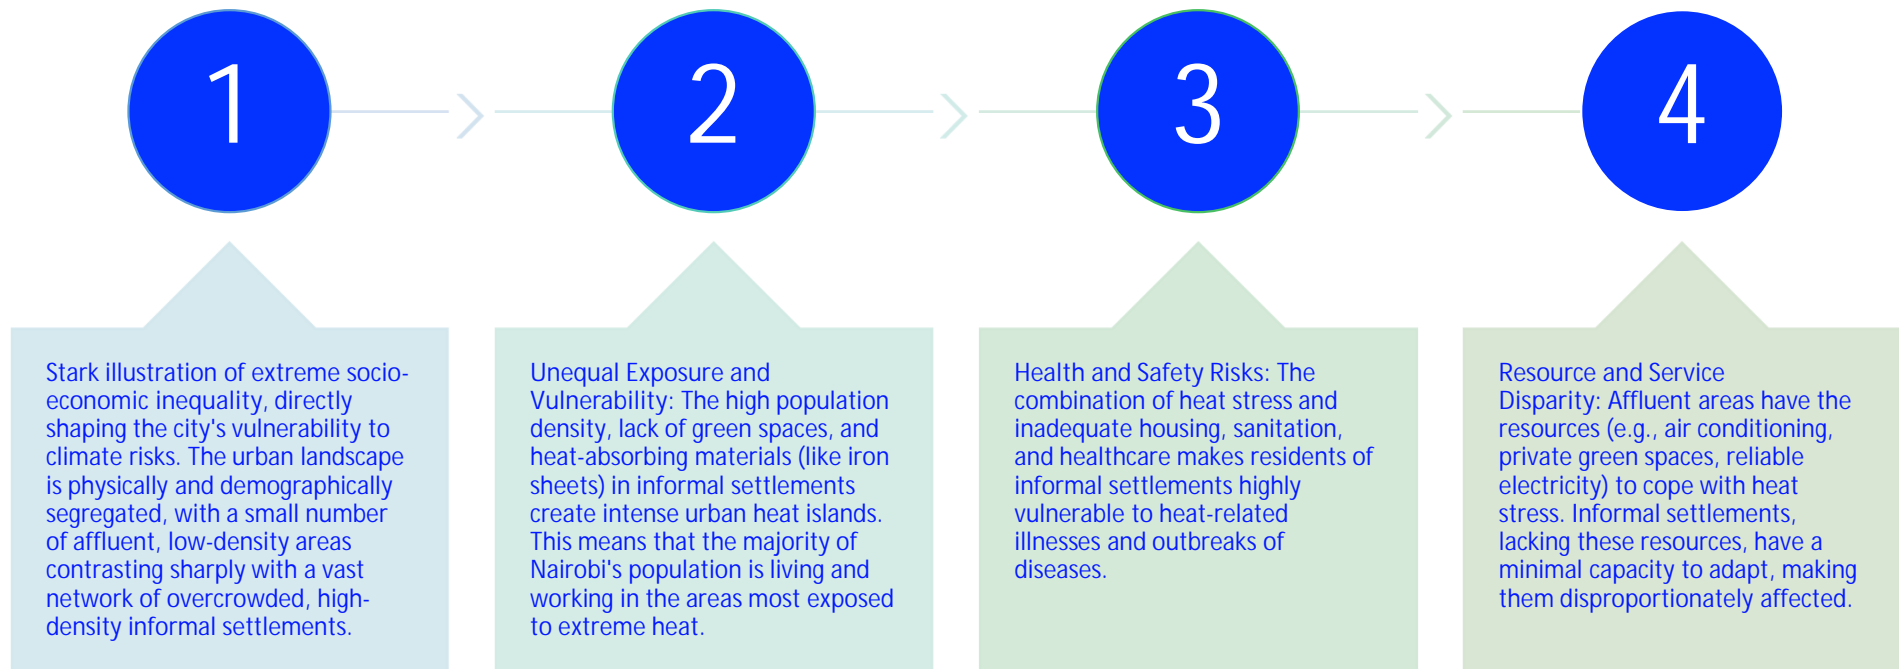 1
2
3
4
Stark illustration of extreme socio-
economic inequality, directly
shaping the city's vulnerability to
climate risks. The urban landscape
is physically and demographically
segregated, with a small number
of affluent, low-density areas
contrasting sharply with a vast
network of overcrowded, high-
density informal settlements.
Unequal Exposure and
Vulnerability: The high population
density, lack of green spaces, and
heat-absorbing materials (like iron
sheets) in informal settlements
create intense urban heat islands.
This means that the majority of
Nairobi's population is living and
working in the areas most exposed
to extreme heat.
Health and Safety Risks: The
combination of heat stress and
inadequate housing, sanitation,
and healthcare makes residents of
informal settlements highly
vulnerable to heat-related
illnesses and outbreaks of
diseases.
Resource and Service
Disparity: Affluent areas have the
resources (e.g., air conditioning,
private green spaces, reliable
electricity) to cope with heat
stress. Informal settlements,
lacking these resources, have a
minimal capacity to adapt, making
them disproportionately affected.